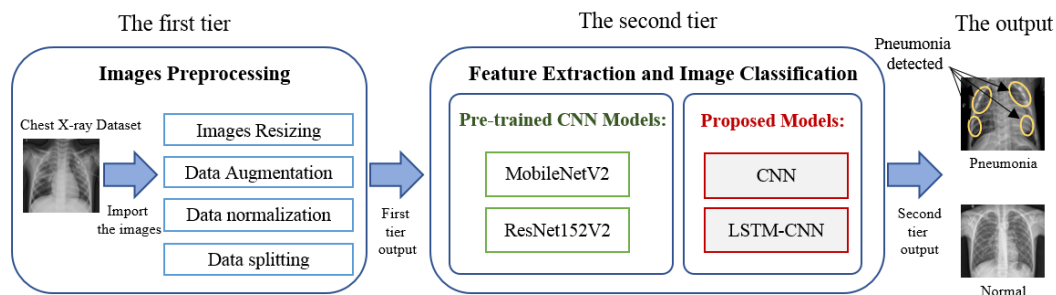 The first tier
Images Preprocessing
Chest X-ray Dataset
Import
the images
Images Resizing
Data Augmentation
Data normalization
Data splitting
First
tier
output
The second tier
Feature Extraction and Image Classification
Pre-trained CNN Models:
MobileNetV2
ResNet152V2
Proposed Models:
CNN
LSTM-CNN
Second
tier
output
The output
Pneumonia
detected
Pneumonia
Normal